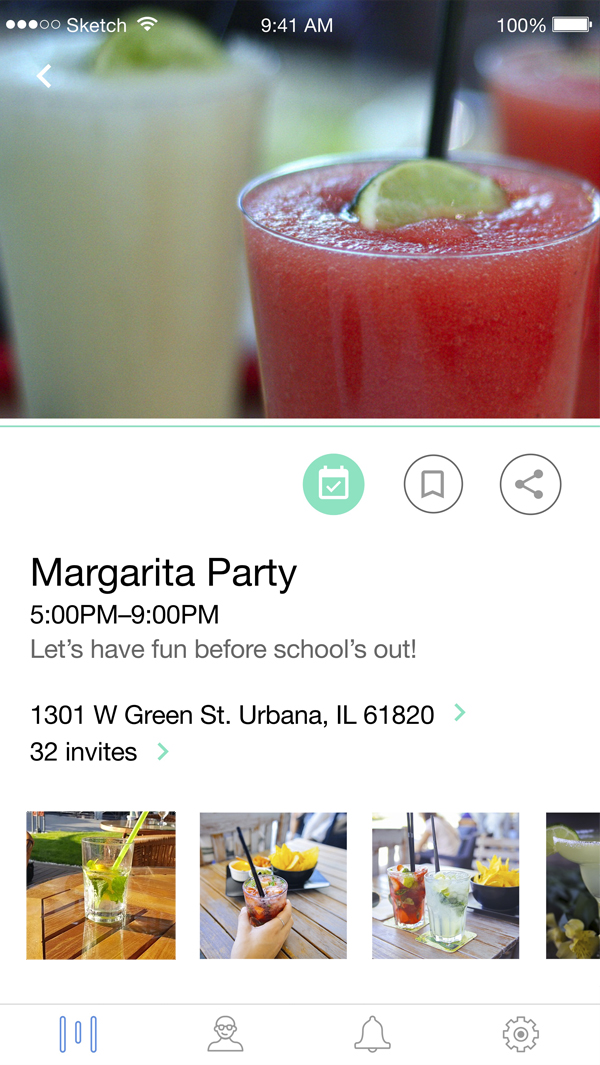 Sketch 9:41 AM 100%
Margarita Party
5:00PM–9:00PM
Let’s have fun before school’s out!
1301 W Green St. Urbana, IL 61820
32 invites